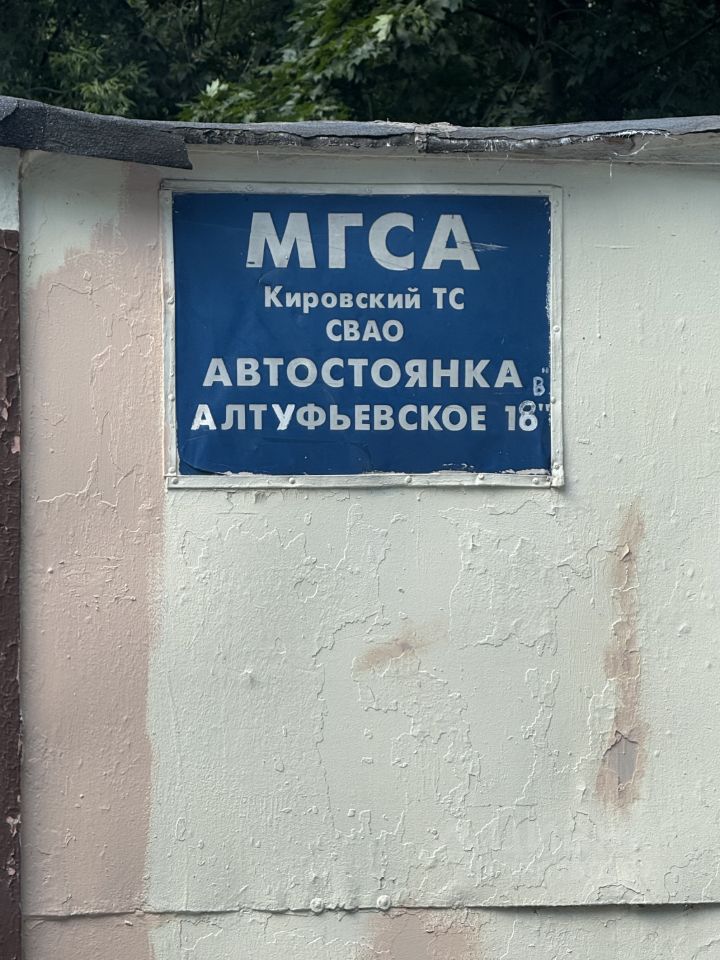 МГСА
Кировский ТС
СВАО
АВТОСТОЯНКА
АЛТУФЬЕВСКОЕ 18 "В"